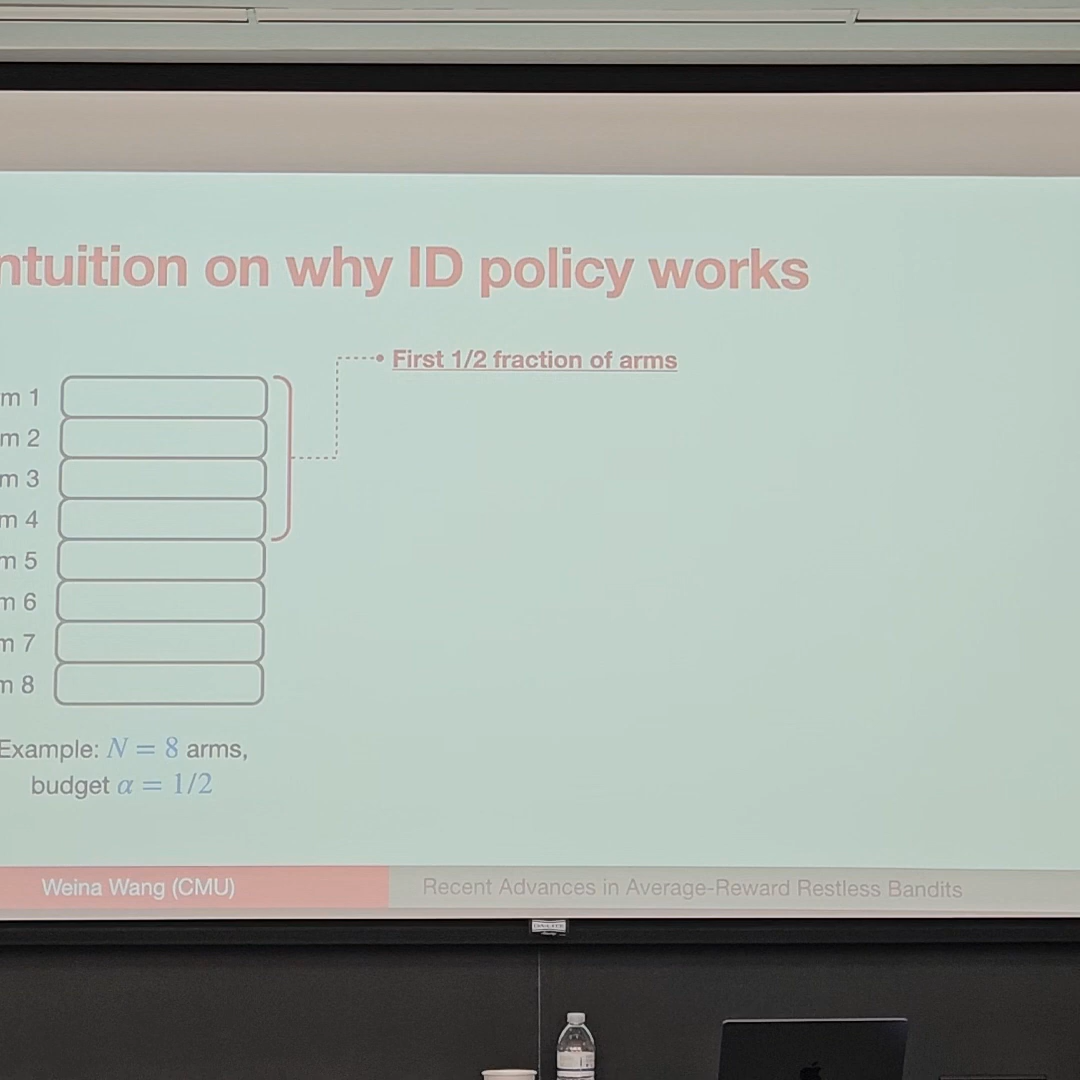 ntuition on why ID policy works
First 1/2 fraction of arms
m 1
m 2
m 3
m 4
m 5
m 6
m 7
m 8
Example: N = 8 arms,
budget α = 1/2
Weina Wang (CMU)
Recent Advances in Average-Reward Restless Bandits